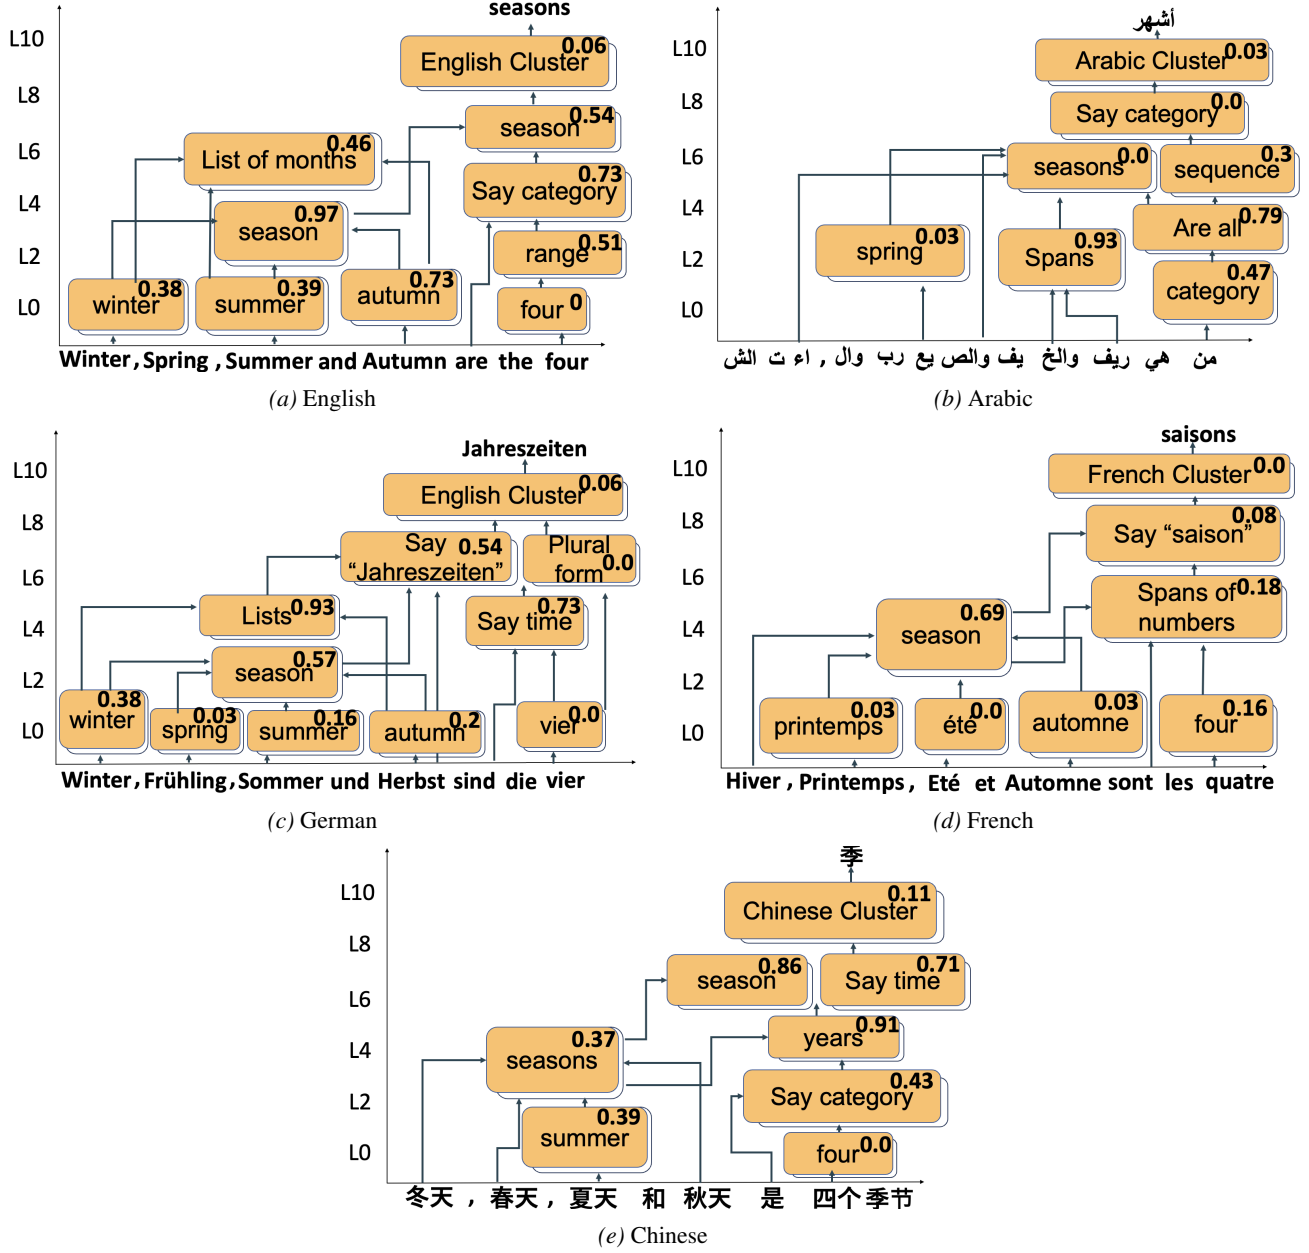 seasons
L10
English Cluster 0.06
L8
season 0.54
L6
List of months 0.46
Say category 0.73
L4
season 0.97
range 0.51
L2
winter 0.38
summer 0.39
autumn 0.73
four 0
L0
Winter, Spring, Summer and Autumn are the four
(a) English
أشهر
L10
Arabic Cluster 0.03
L8
Say category 0.0
L6
seasons 0.0
sequence 0.3
L4
Are all 0.79
spring 0.03
Spans 0.93
L2
category 0.47
L0
الش ت اء , وال رب يع والص يف والخ ريف هي من
(b) Arabic
Jahreszeiten
L10
English Cluster 0.06
L8
Say "Jahreszeiten" 0.54
Plural form 0.0
L6
Lists 0.93
Say time 0.73
L4
season 0.57
L2
winter 0.38
spring 0.03
summer 0.16
autumn 0.2
vier 0.0
L0
Winter, Frühling, Sommer und Herbst sind die vier
(c) German
saisons
L10
French Cluster 0.0
L8
Say “saison” 0.08
L6
Spans of numbers 0.18
L4
season 0.69
L2
printemps 0.03
été 0.0
automne 0.03
four 0.16
L0
Hiver, Printemps, Eté et Automne sont les quatre
(d) French
季
L10
Chinese Cluster 0.11
L8
season 0.86
Say time 0.71
L6
years 0.91
L4
seasons 0.37
Say category 0.43
L2
summer 0.39
four 0.0
L0
冬天 , 春天 , 夏天 和 秋天 是 四个 季节
(e) Chinese